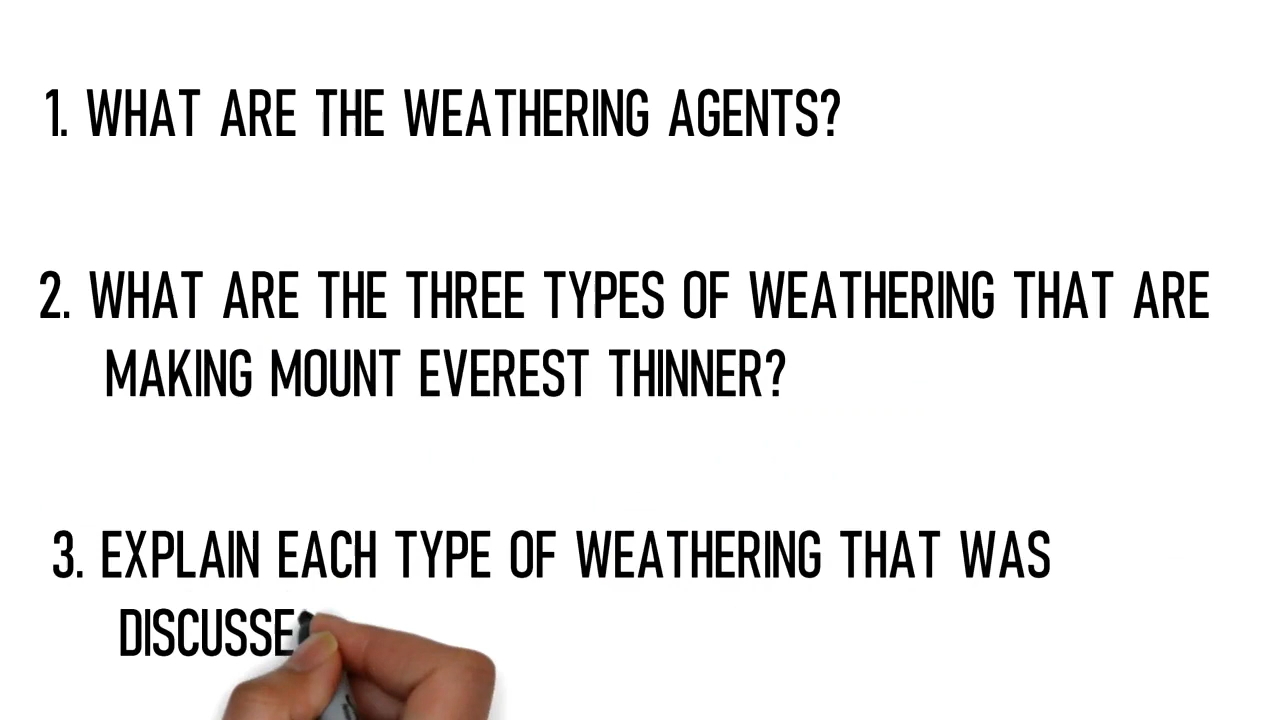 1. WHAT ARE THE WEATHERING AGENTS?
2. WHAT ARE THE THREE TYPES OF WEATHERING THAT ARE
MAKING MOUNT EVEREST THINNER?
3. EXPLAIN EACH TYPE OF WEATHERING THAT WAS
DISCUSSE